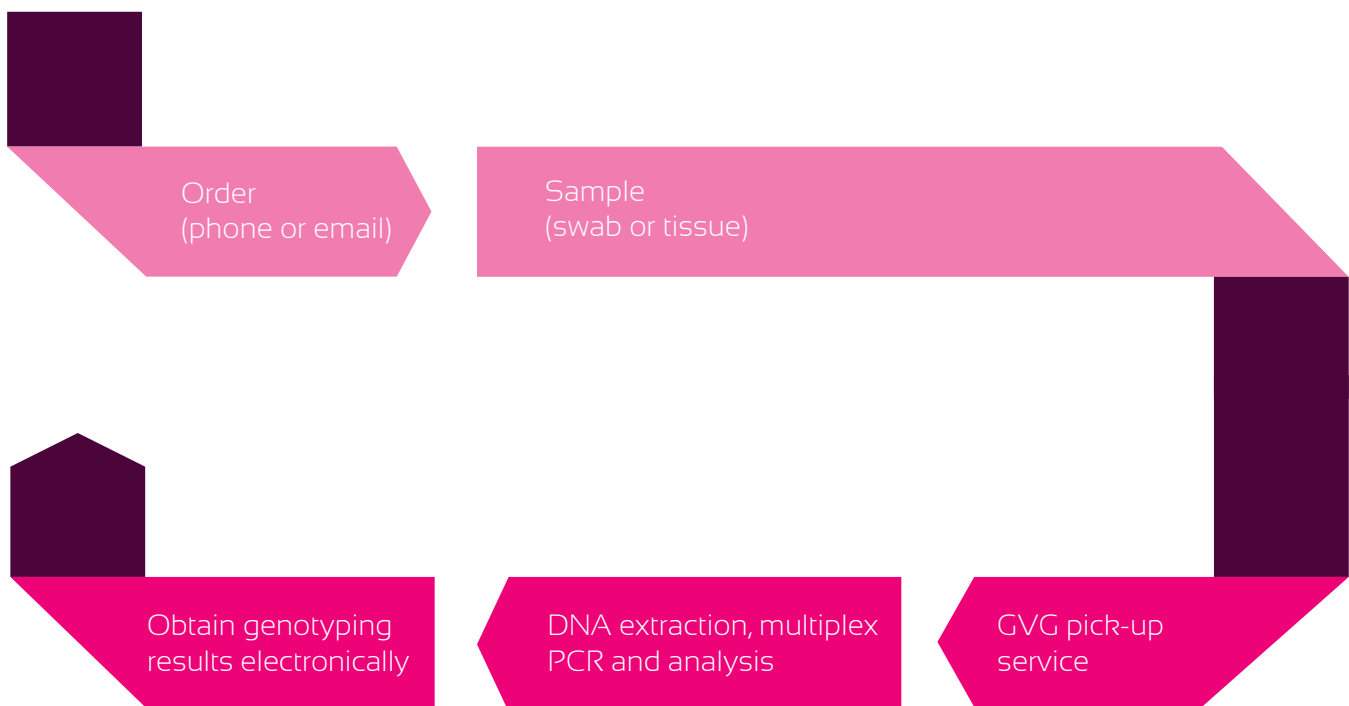 Order
(phone or email)
Sample
(swab or tissue)
GVG pick-up
service
DNA extraction, multiplex
PCR and analysis
Obtain genotyping
results electronically